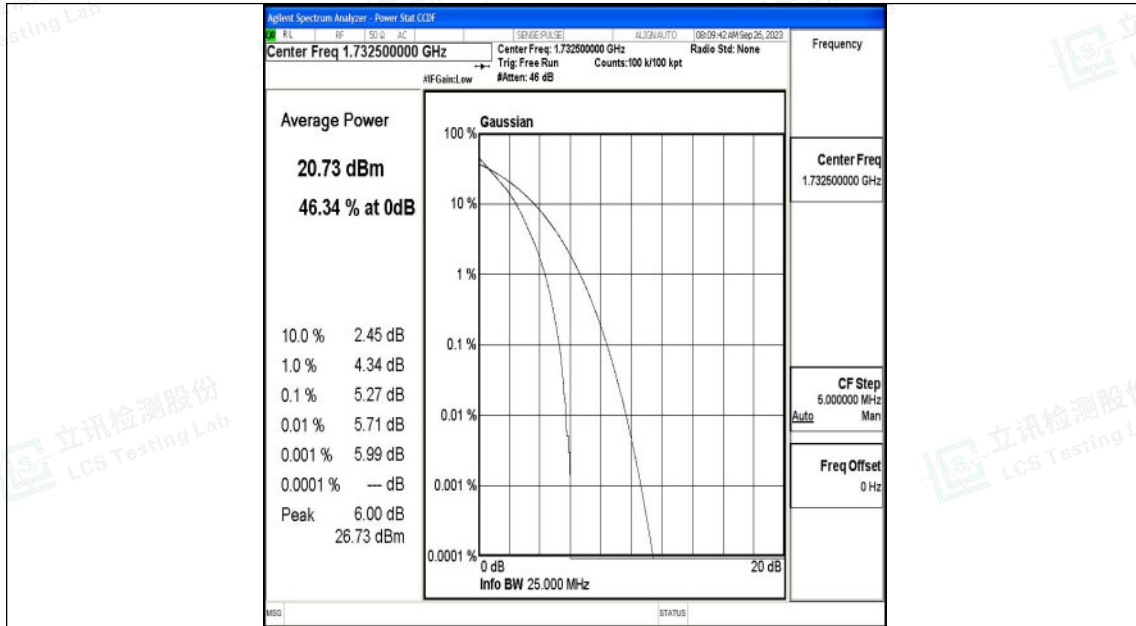 Agilent Spectrum Analyzer - Power Stat CCDF
RL RF 50 Ω AC SENSE:PULSE ALIGNAUTO 08:09:42 AM Sep 26, 2023
Center Freq 1.732500000 GHz
Center Freq: 1.732500000 GHz Radio Std: None
Trig: Free Run Counts:100 k/100 kpt
#IFGain:Low #Atten: 46 dB
Frequency
Average Power
20.73 dBm
46.34 % at 0dB
10.0 % 2.45 dB
1.0 % 4.34 dB
0.1 % 5.27 dB
0.01 % 5.71 dB
0.001 % 5.99 dB
0.0001 % --- dB
Peak 6.00 dB
26.73 dBm
Gaussian
100 %
10 %
1 %
0.1 %
0.01 %
0.001 %
0.0001 %
0 dB 20 dB
Info BW 25.000 MHz
Center Freq
1.732500000 GHz
CF Step
5.000000 MHz
Auto Man
Freq Offset
0 Hz
MSG STATUS
立讯检测股份
LCS Testing Lab
立讯检测股份
LCS Testing L
sting Lab